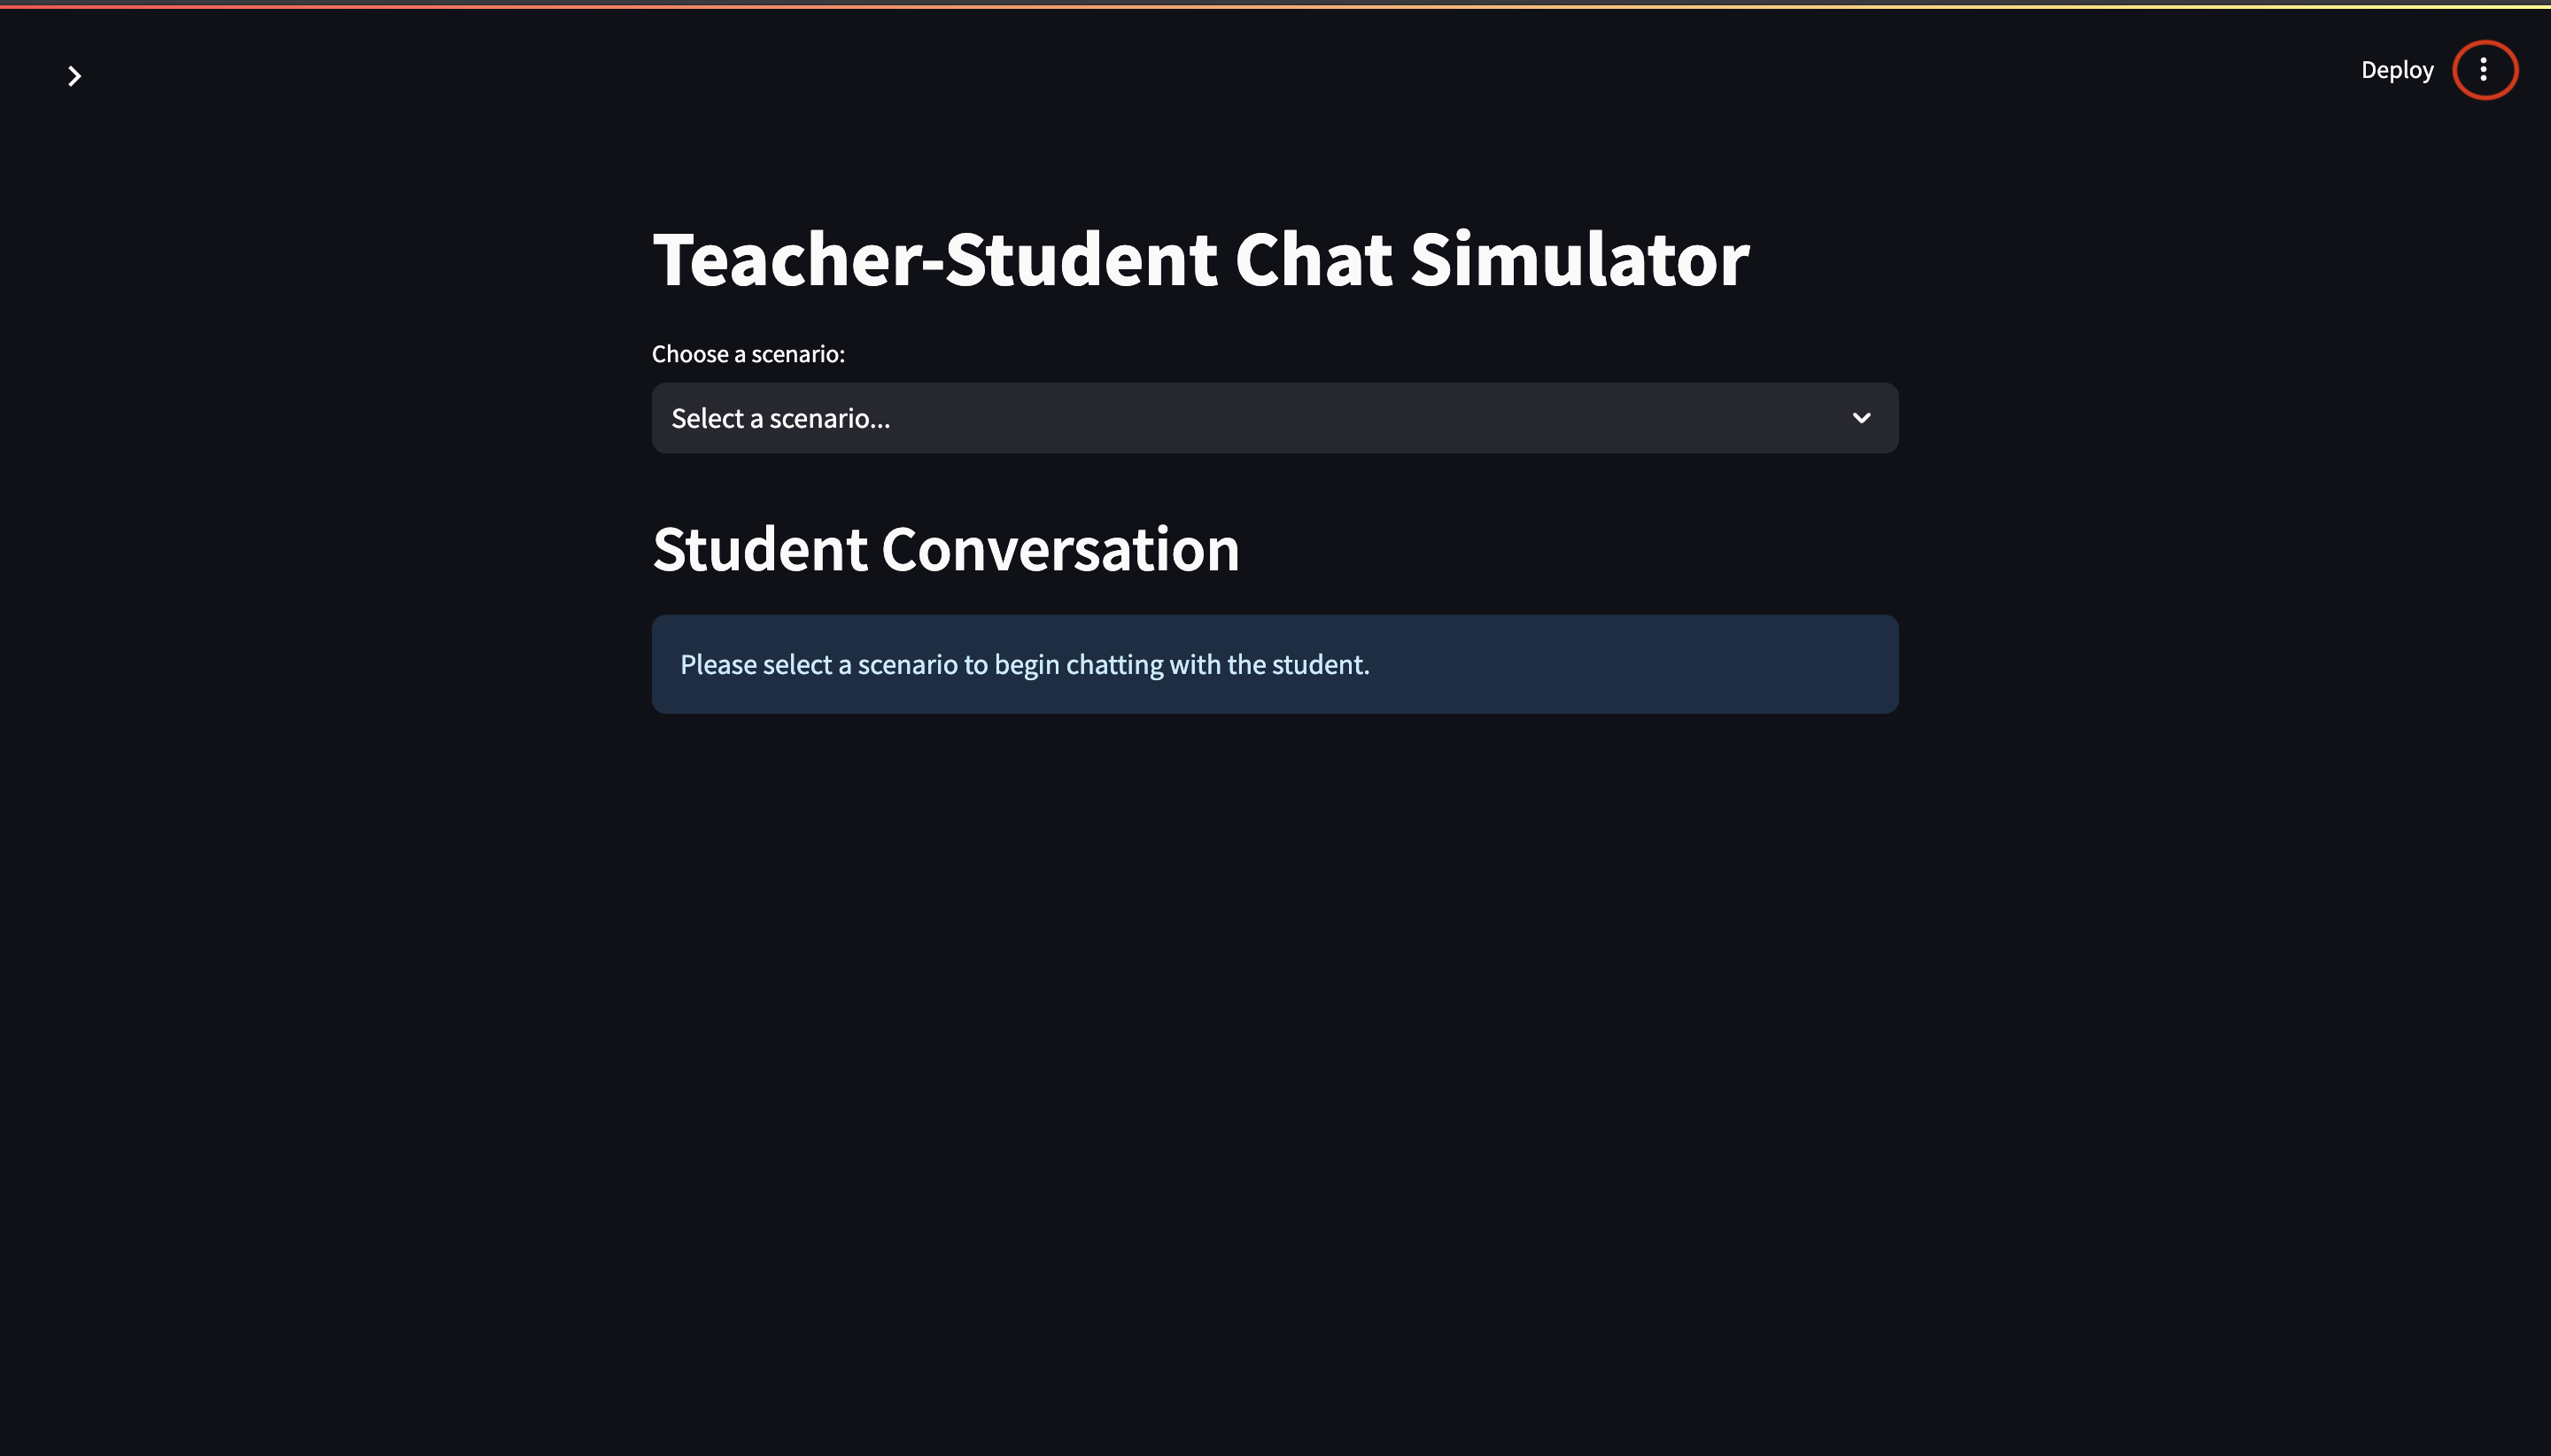 Deploy
Teacher-Student Chat Simulator
Choose a scenario:
Select a scenario...
Student Conversation
Please select a scenario to begin chatting with the student.